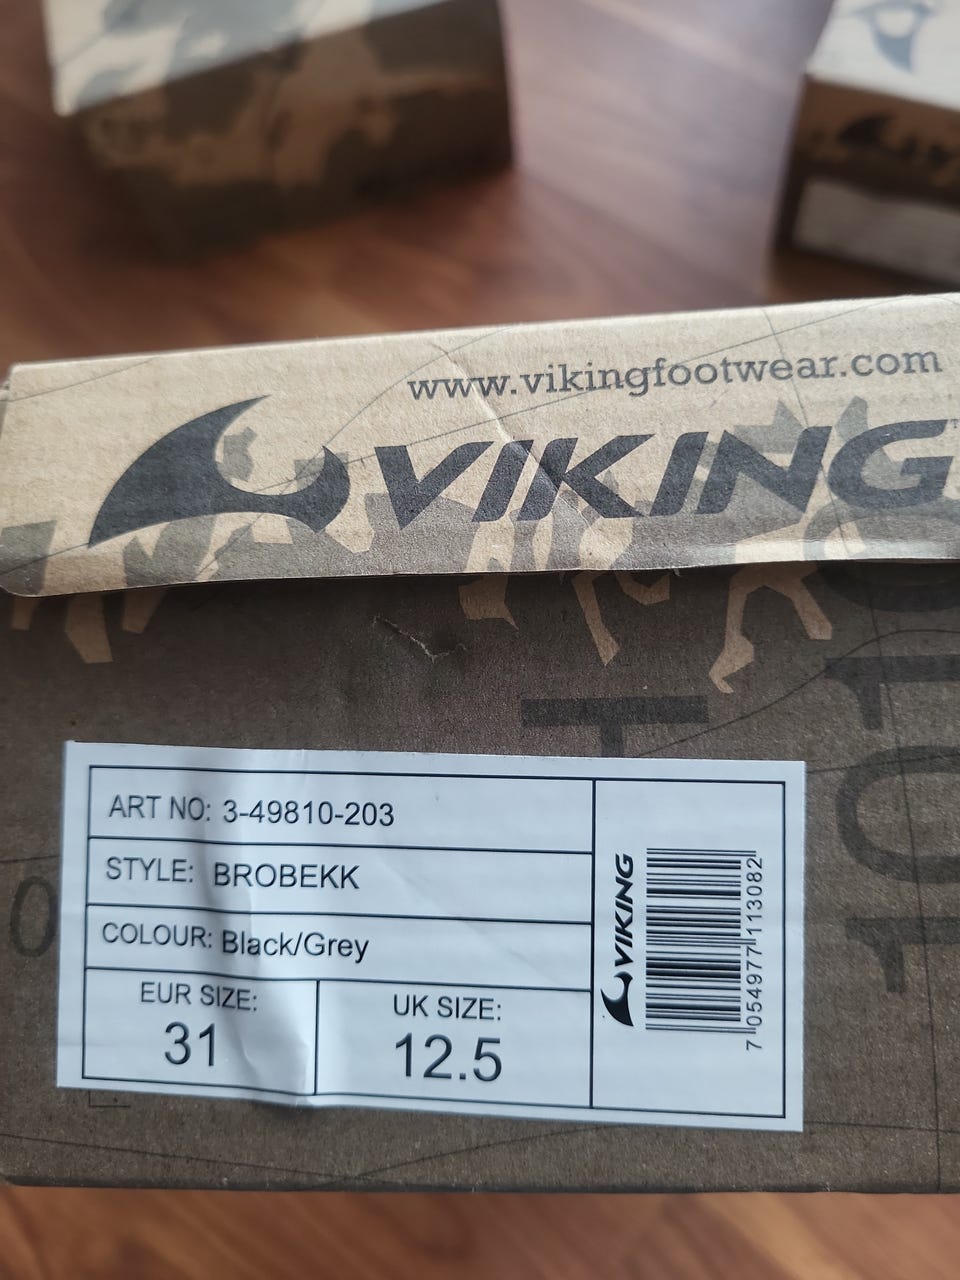 www.vikingfootwear.com
VIKING
ART NO: 3-49810-203
STYLE: BROBEKK
COLOUR: Black/Grey
EUR SIZE:
31
UK SIZE:
12.5
VIKING
7 054977 113082